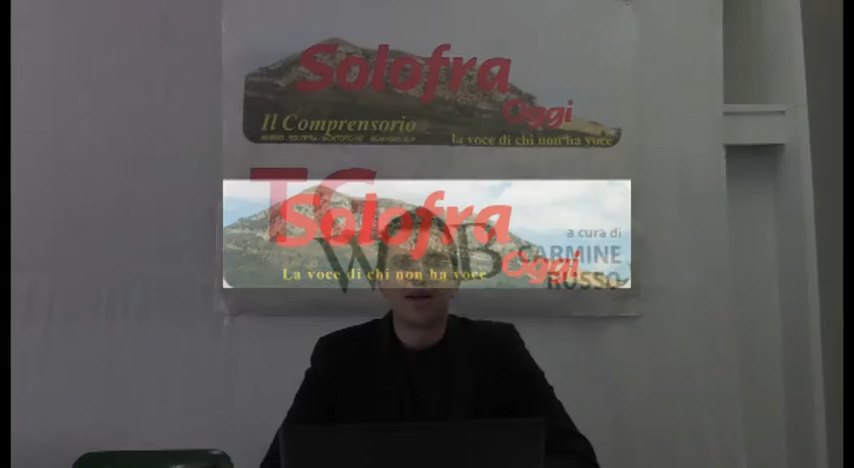 Solofra
Oggi
Il Comprensorio
la voce di chi non ha voce
TG
Solofra
Oggi
La voce di chi non ha voce
WEB
a cura di
CARMINE
RUSSO